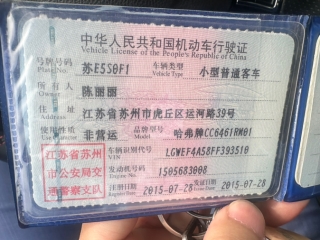 中华人民共和国机动车行驶证
Vehicle License of the People's Republic of China
号牌号码 Plate No. 苏E5S0F1 车辆类型 Vehicle Type 小型普通客车
所有人 Owner 陈丽丽
住址 Address 江苏省苏州市虎丘区运河路39号
使用性质 Use Character 非营运 品牌型号 Model 哈弗牌CC6461RM01
江苏省苏州 车辆识别代号 VIN LGWEF4A58FF393510
市公安局交 发动机号码 Engine No. 1505683008
通警察支队 注册日期 2015-07-28 发证日期 2015-07-28